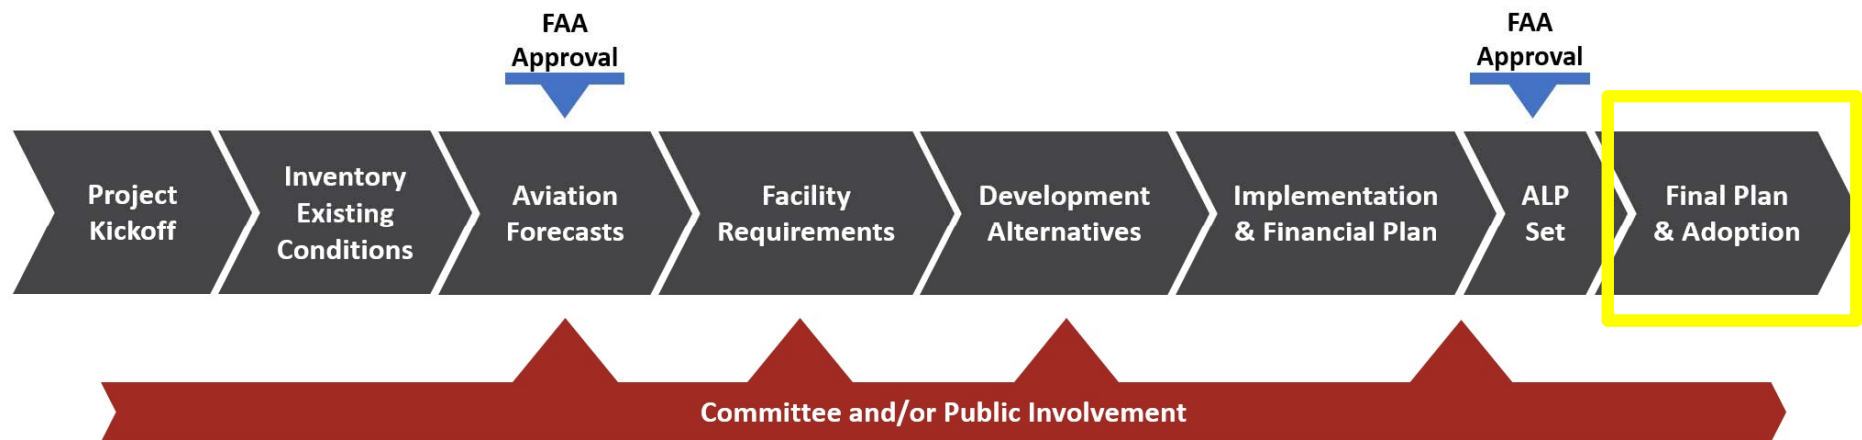 FAA
Approval
FAA
Approval
Project
Kickoff
Inventory
Existing
Conditions
Aviation
Forecasts
Facility
Requirements
Development
Alternatives
Implementation
& Financial Plan
ALP
Set
Final Plan
& Adoption
Committee and/or Public Involvement